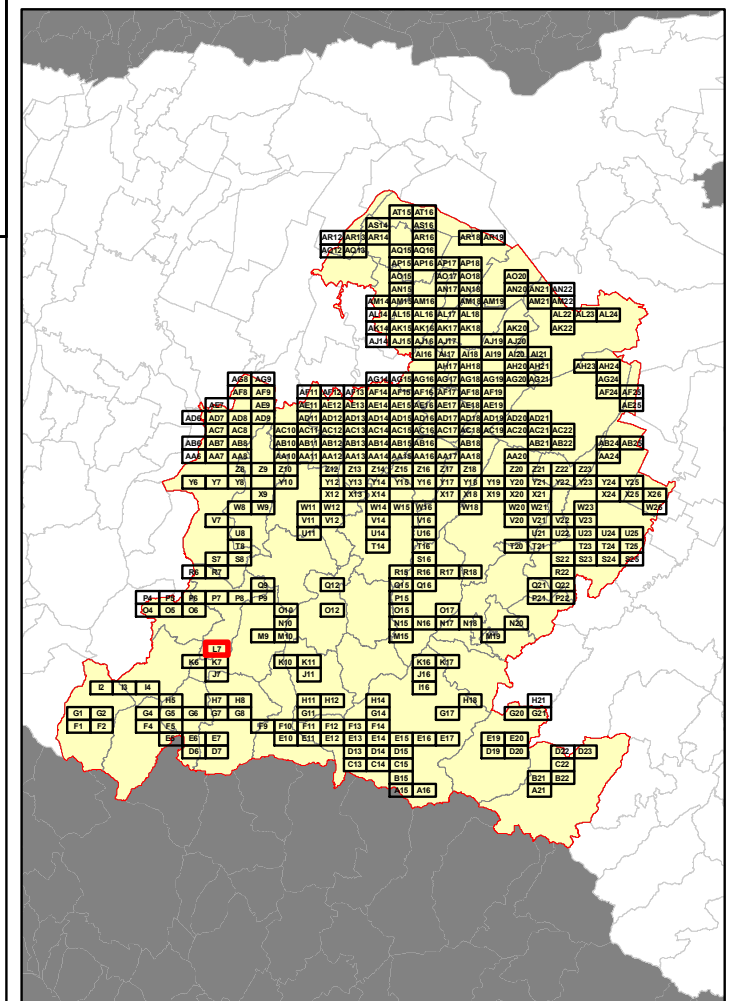 AT15 AT16
AS14 AS16
AR12 AR13 AR14 AR16 AR18 AR19
AQ12 AQ13 AQ15 AQ16
AP15 AP16 AP17 AP18
AO15 AO17 AO18 AO20
AN15 AN17 AN18 AN20 AN21 AN22
AM14 AM15 AM16 AM18 AM19 AM21 AM22
AL14 AL15 AL16 AL17 AL18 AL22 AL23 AL24
AK14 AK15 AK16 AK17 AK18 AK20 AK22
AJ14 AJ15 AJ16 AJ17 AJ19 AJ20
AI16 AI17 AI18 AI19 AI20 AI21
AH17 AH18 AH20 AH21 AH23 AH24
AG8 AG9 AG14 AG15 AG16 AG17 AG18 AG19 AG20 AG21 AG24
AF8 AF9 AF11 AF12 AF13 AF14 AF15 AF16 AF17 AF18 AF19 AF24 AF25
AE7 AE9 AE11 AE12 AE13 AE14 AE15 AE16 AE17 AE18 AE19 AE25
AD6 AD7 AD8 AD9 AD11 AD12 AD13 AD14 AD15 AD16 AD17 AD18 AD19 AD20 AD21
AC7 AC8 AC10 AC11 AC12 AC13 AC14 AC15 AC16 AC17 AC18 AC19 AC20 AC21 AC22
AB6 AB7 AB8 AB10 AB11 AB12 AB13 AB14 AB15 AB16 AB18 AB21 AB22 AB24 AB25
AA6 AA7 AA8 AA10 AA11 AA12 AA13 AA14 AA15 AA16 AA17 AA18 AA20 AA24
Z8 Z9 Z10 Z12 Z13 Z14 Z15 Z16 Z17 Z18 Z20 Z21 Z22 Z23
Y6 Y7 Y8 Y10 Y12 Y13 Y14 Y15 Y16 Y17 Y18 Y19 Y20 Y21 Y22 Y23 Y24 Y25
X9 X12 X13 X14 X17 X18 X19 X20 X21 X24 X25 X26
W8 W9 W11 W12 W14 W15 W16 W18 W20 W21 W23 W26
V7 V11 V12 V14 V16 V20 V21 V22 V23
U8 U11 U14 U16 U21 U22 U23 U24 U25
T8 T14 T16 T20 T21 T23 T24 T25
S7 S8 S16 S22 S23 S24 S25
R6 R7 R15 R16 R17 R18 R22
Q9 Q12 Q15 Q16 Q21 Q22
P4 P5 P6 P7 P8 P9 P15 P21 P22
O4 O5 O6 O10 O12 O15 O17
N10 N15 N16 N17 N18 N20
M9 M10 M15 M19
L7
K6 K7 K10 K11 K16 K17
J7 J11 J16
I2 I3 I4 I16
H5 H7 H8 H11 H12 H14 H18 H21
G1 G2 G4 G5 G6 G7 G8 G11 G14 G17 G20 G21
F1 F2 F4 F5 F9 F10 F11 F12 F13 F14
E5 E6 E7 E10 E11 E12 E13 E14 E15 E16 E17 E19 E20
D6 D7 D13 D14 D15 D19 D20 D22 D23
C13 C14 C15 C22
B15 B21 B22
A15 A16 A21